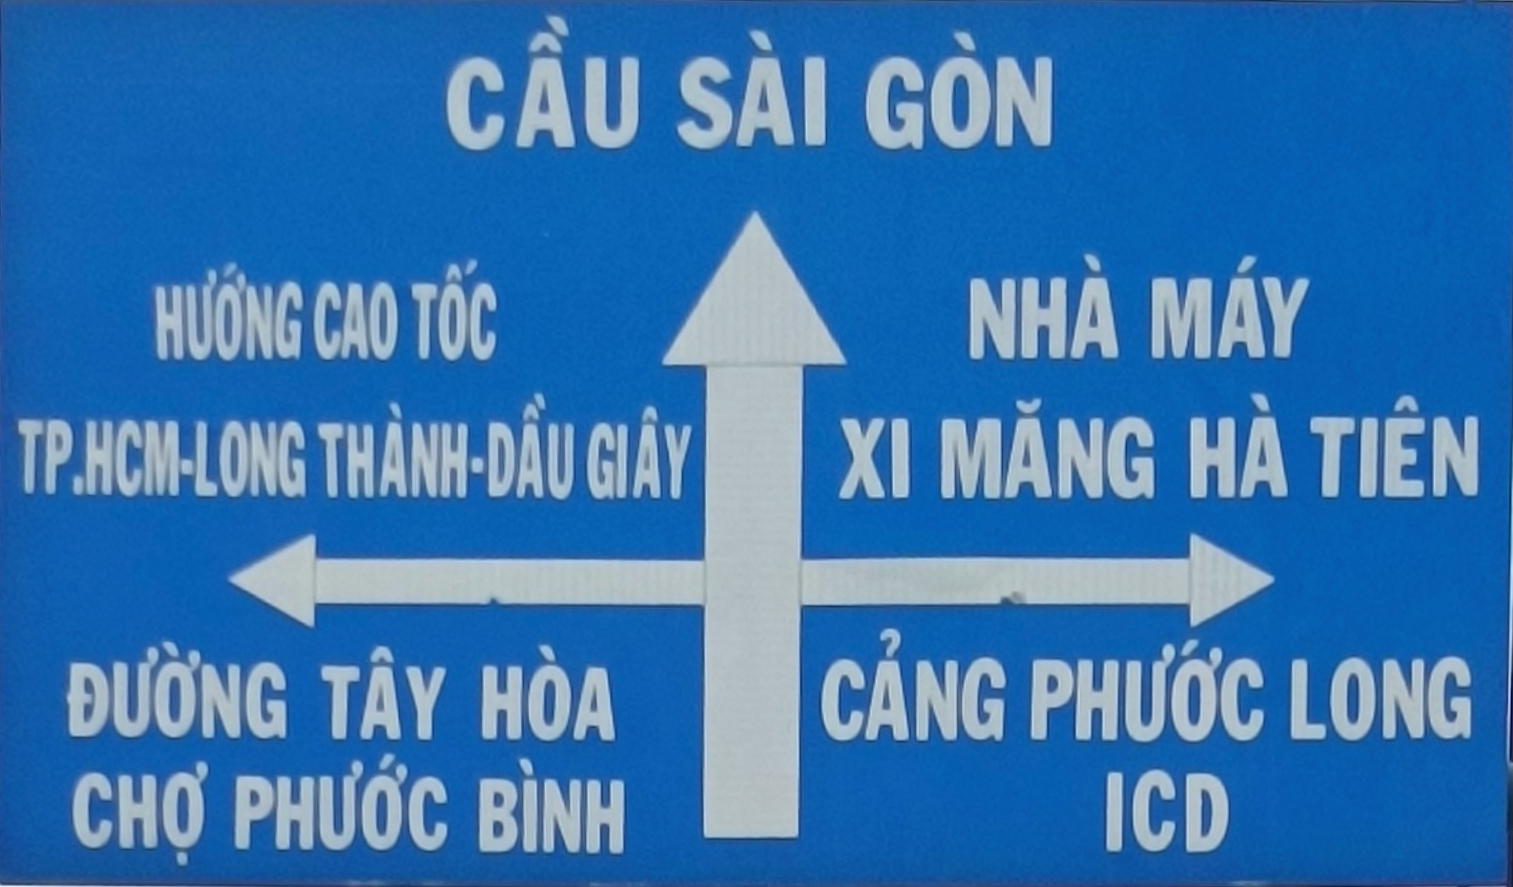 CẦU SÀI GÒN
HƯỚNG CAO TỐC
TP.HCM-LONG THÀNH-DẦU GIÂY
NHÀ MÁY
XI MĂNG HÀ TIÊN
ĐƯỜNG TÂY HÒA
CHỢ PHƯỚC BÌNH
CẢNG PHƯỚC LONG
ICD